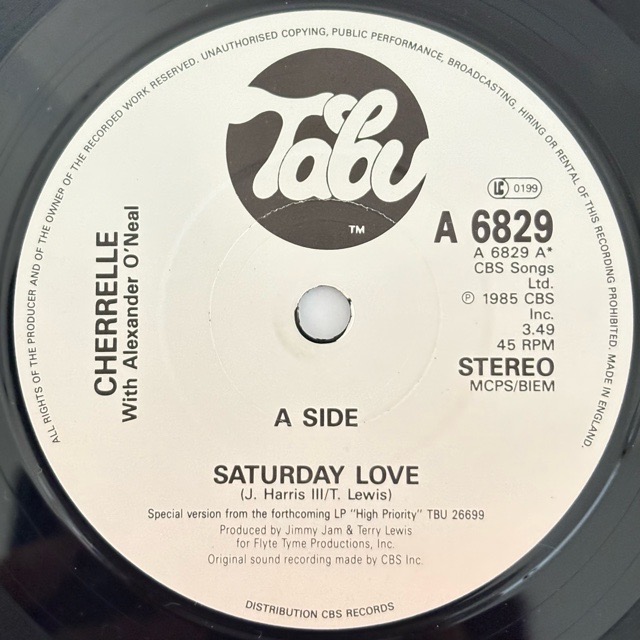 ALL RIGHTS OF THE PRODUCER AND OF THE OWNER OF THE RECORDED WORK RESERVED. UNAUTHORISED COPYING, PUBLIC PERFORMANCE, BROADCASTING, HIRING OR RENTAL OF THIS RECORDING PROHIBITED. MADE IN ENGLAND.
Tabu
TM
LC 0199
A 6829
A 6829 A*
CBS Songs
Ltd.
℗ 1985 CBS
Inc.
3.49
45 RPM
STEREO
MCPS/BIEM
CHERRELLE
With Alexander O'Neal
A SIDE
SATURDAY LOVE
(J. Harris III/T. Lewis)
Special version from the forthcoming LP "High Priority" TBU 26699
Produced by Jimmy Jam & Terry Lewis
for Flyte Tyme Productions, Inc.
Original sound recording made by CBS Inc.
DISTRIBUTION CBS RECORDS